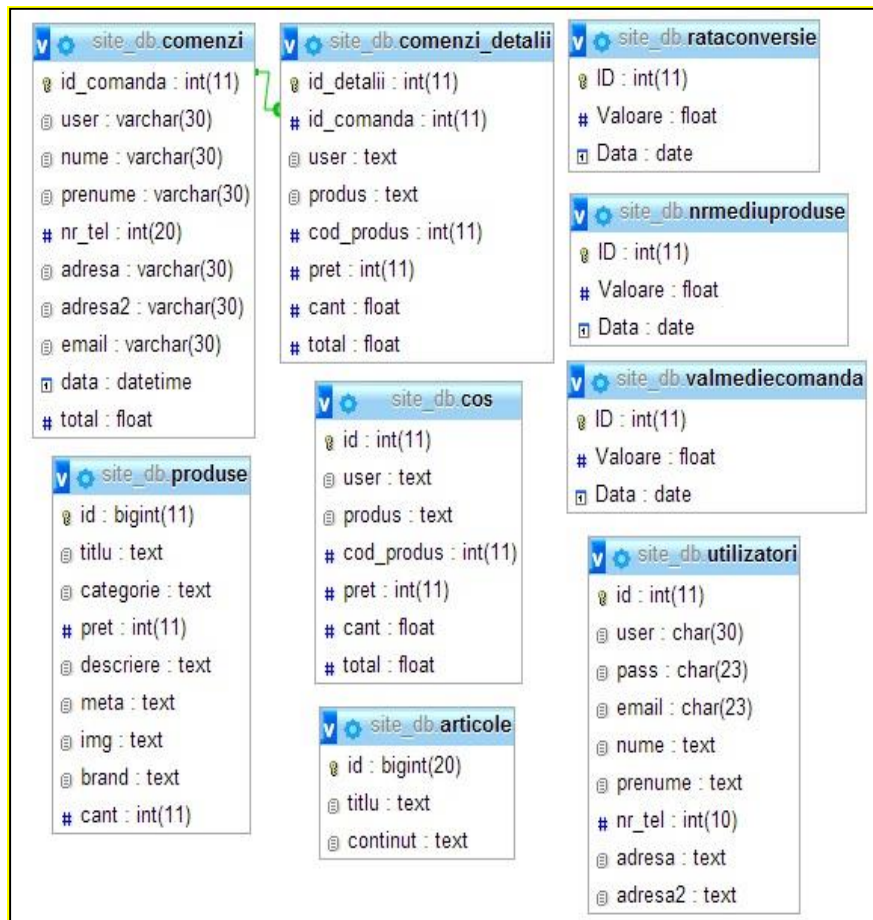 site_db.comenzi
id_comanda : int(11)
user : varchar(30)
nume : varchar(30)
prenume : varchar(30)
nr_tel : int(20)
adresa : varchar(30)
adresa2 : varchar(30)
email : varchar(30)
data : datetime
total : float
site_db.comenzi_detalii
id_detalii : int(11)
id_comanda : int(11)
user : text
produs : text
cod_produs : int(11)
pret : int(11)
cant : float
total : float
site_db.rataconversie
ID : int(11)
Valoare : float
Data : date
site_db.nrmediuproduse
ID : int(11)
Valoare : float
Data : date
site_db.valmediecomanda
ID : int(11)
Valoare : float
Data : date
site_db.produse
id : bigint(11)
titlu : text
categorie : text
pret : int(11)
descriere : text
meta : text
img : text
brand : text
cant : int(11)
site_db.cos
id : int(11)
user : text
produs : text
cod_produs : int(11)
pret : int(11)
cant : float
total : float
site_db.articole
id : bigint(20)
titlu : text
continut : text
site_db.utilizatori
id : int(11)
user : char(30)
pass : char(23)
email : char(23)
nume : text
prenume : text
nr_tel : int(10)
adresa : text
adresa2 : text